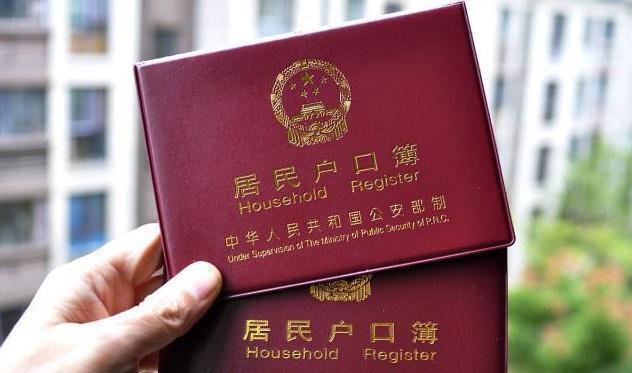 居民户口簿
Household Register
中华人民共和国公安部制
Under Supervision of The Ministry of Public Security of P.R.C.
居民户口簿
Household Register